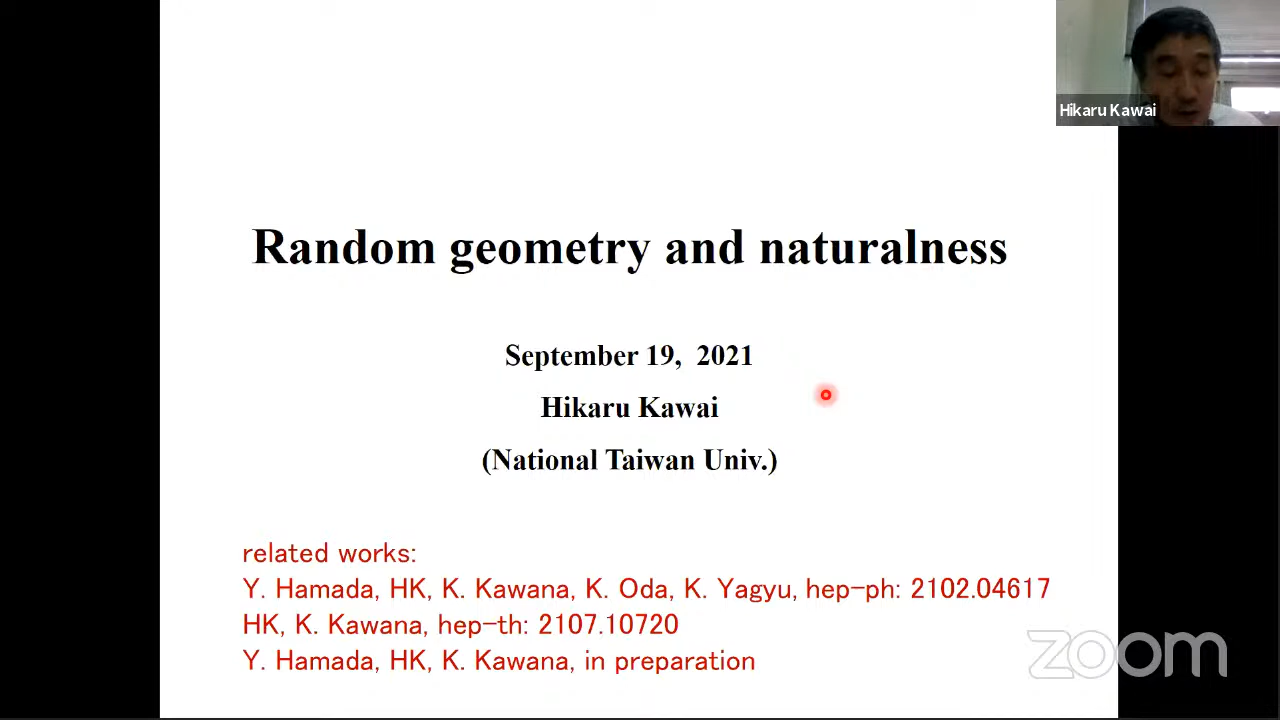 Hikaru Kawai
Random geometry and naturalness
September 19, 2021
Hikaru Kawai
(National Taiwan Univ.)
related works:
Y. Hamada, HK, K. Kawana, K. Oda, K. Yagyu, hep-ph: 2102.04617
HK, K. Kawana, hep-th: 2107.10720
Y. Hamada, HK, K. Kawana, in preparation
zoom